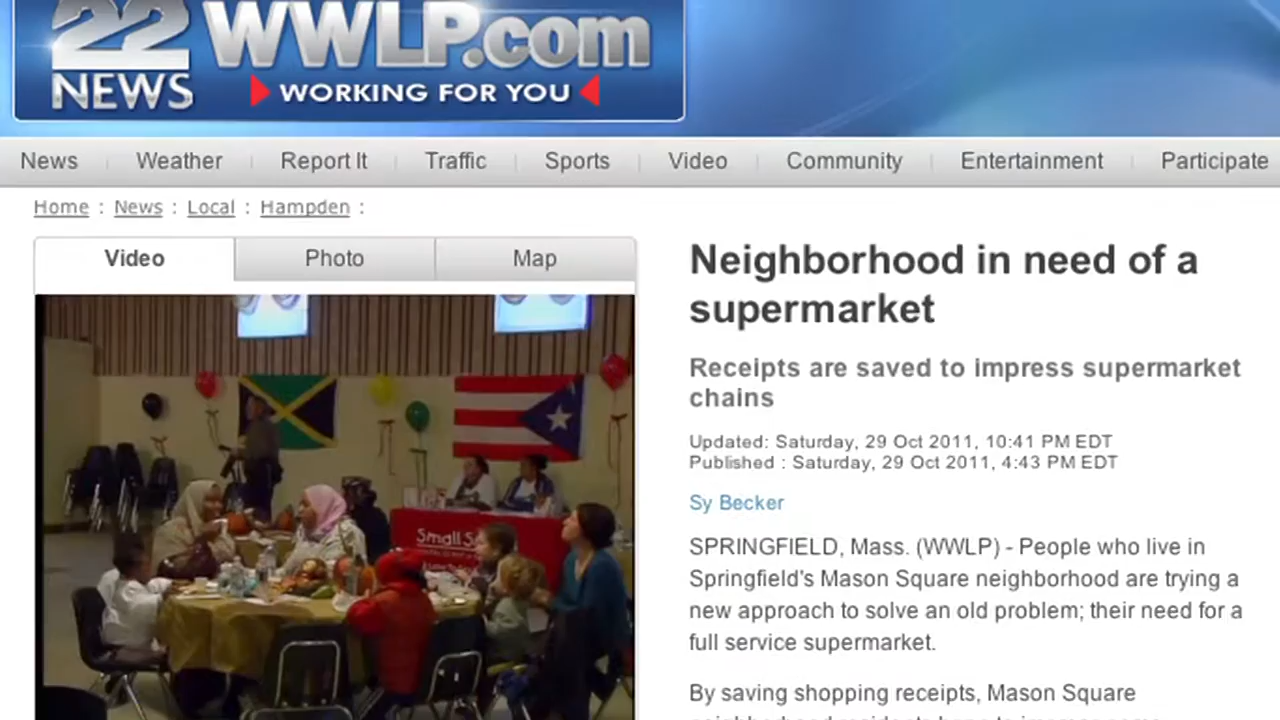 22 WWLP.com
NEWS WORKING FOR YOU
News Weather Report It Traffic Sports Video Community Entertainment Participate
Home : News : Local : Hampden :
Video Photo Map
Neighborhood in need of a
supermarket
Receipts are saved to impress supermarket
chains
Updated: Saturday, 29 Oct 2011, 10:41 PM EDT
Published : Saturday, 29 Oct 2011, 4:43 PM EDT
Sy Becker
SPRINGFIELD, Mass. (WWLP) - People who live in
Springfield's Mason Square neighborhood are trying a
new approach to solve an old problem; their need for a
full service supermarket.
By saving shopping receipts, Mason Square
Small